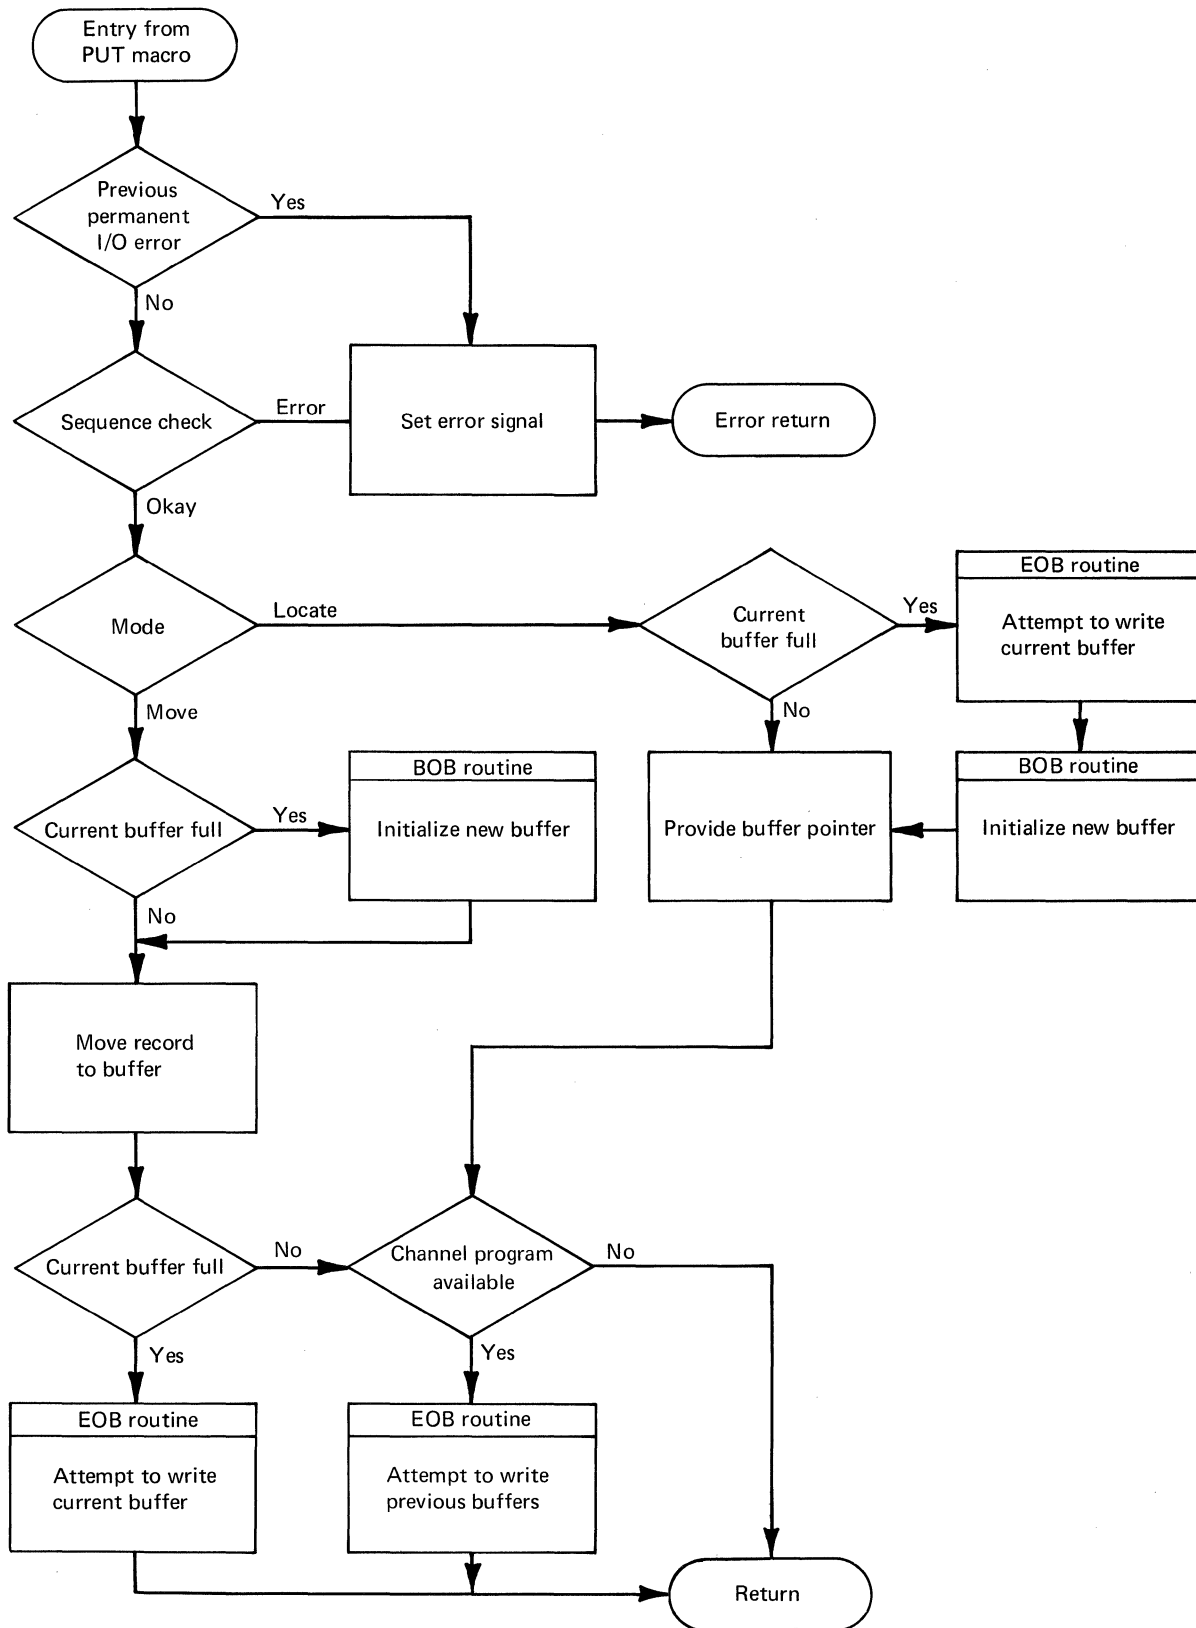 Entry from
PUT macro
Previous
permanent
I/O error
Yes
No
Sequence check
Error
Set error signal
Error return
Okay
Mode
Locate
Current
buffer full
Yes
EOB routine
Attempt to write
current buffer
Move
No
Current buffer full
Yes
BOB routine
Initialize new buffer
Provide buffer pointer
BOB routine
Initialize new buffer
No
Move record
to buffer
Current buffer full
No
Channel program
available
No
Yes
Yes
EOB routine
Attempt to write
current buffer
EOB routine
Attempt to write
previous buffers
Return